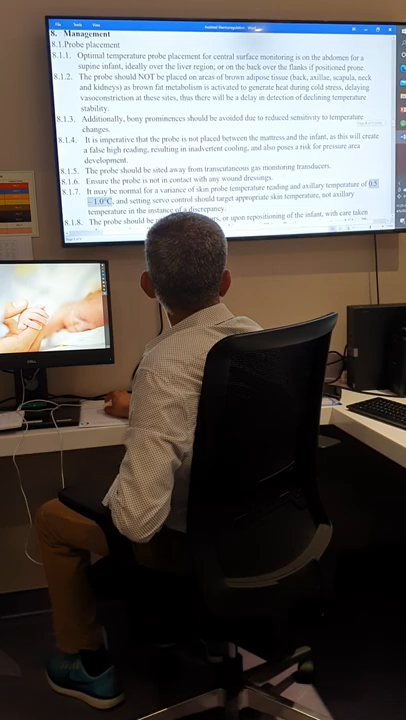 File Tools View
8. Management
8.1.Probe placement
8.1.1. Optimal temperature probe placement for central surface monitoring is on the abdomen for a
supine infant, ideally over the liver region; or on the back over the flanks if positioned prone.
8.1.2. The probe should NOT be placed on areas of brown adipose tissue (back, axillae, scapula, neck
and kidneys) as brown fat metabolism is activated to generate heat during cold stress, delaying
vasoconstriction at these sites, thus there will be a delay in detection of declining temperature
stability.
8.1.3. Additionally, bony prominences should be avoided due to reduced sensitivity to temperature
changes.
8.1.4. It is imperative that the probe is not placed between the mattress and the infant, as this will create
a false high reading, resulting in inadvertent cooling, and also poses a risk for pressure area
development.
8.1.5. The probe should be sited away from transcutaneous gas monitoring transducers.
8.1.6. Ensure the probe is not in contact with any wound dressings.
8.1.7. It may be normal for a variance of skin probe temperature reading and axillary temperature of 0.5
– 1.0°C, and setting servo control should target appropriate skin temperature, not axillary
temperature in the instance of a discrepancy.
8.1.8. The probe should be or upon repositioning of the infant, with care taken
DELL